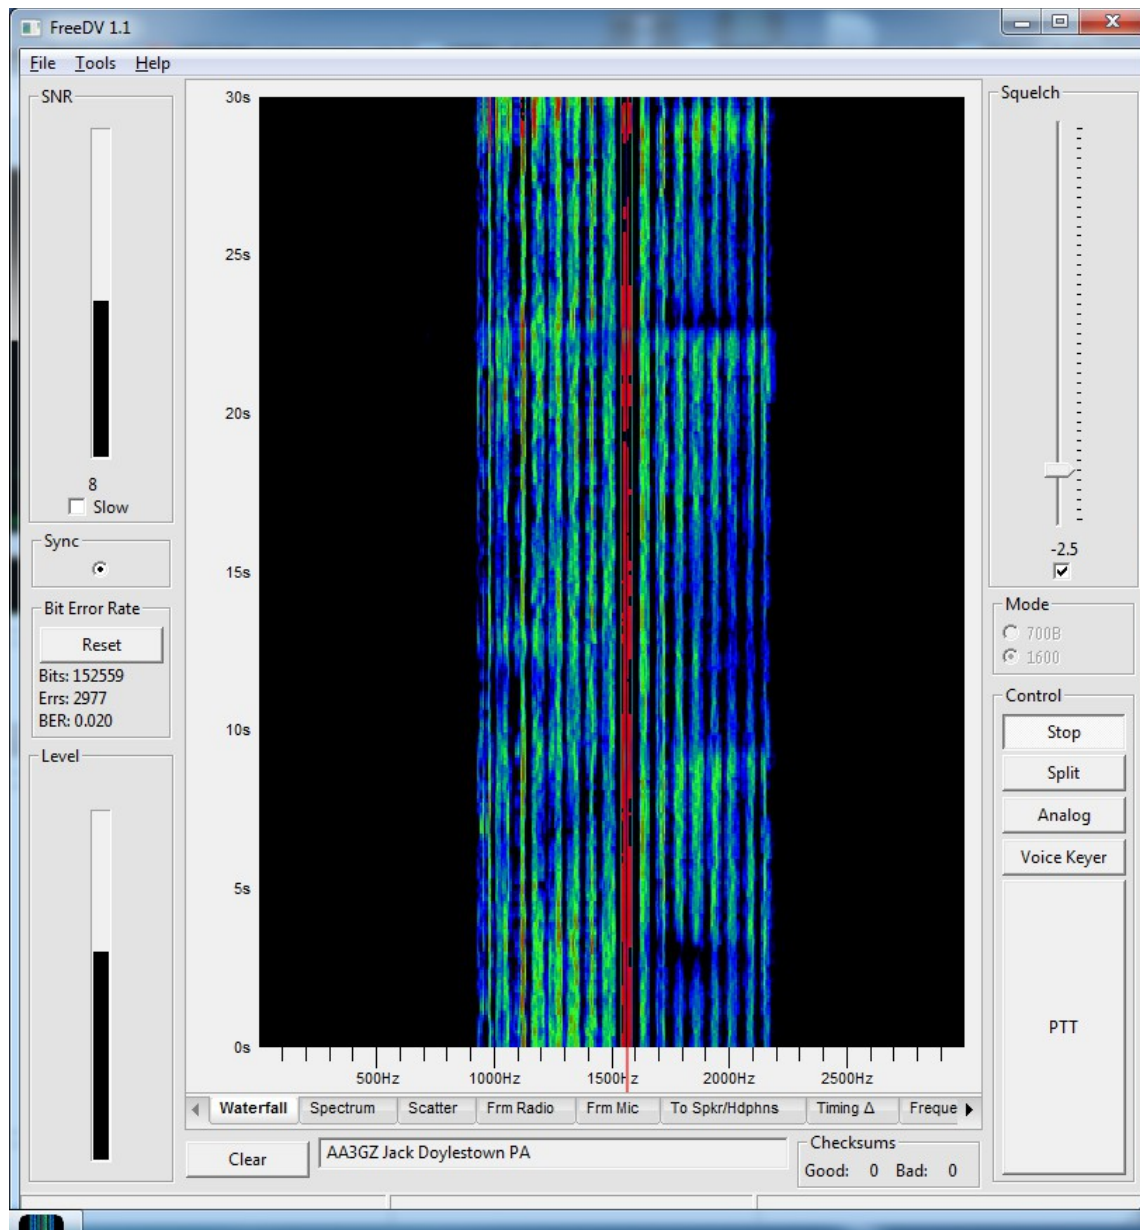 FreeDV 1.1
File Tools Help
SNR
8
Slow
Sync
Bit Error Rate
Reset
Bits: 152559
Errs: 2977
BER: 0.020
Level
30s
25s
20s
15s
10s
5s
0s
500Hz 1000Hz 1500Hz 2000Hz 2500Hz
Waterfall Spectrum Scatter Frm Radio Frm Mic To Spkr/Hdphns Timing Δ Freque
Clear
AA3GZ Jack Doylestown PA
Checksums
Good: 0 Bad: 0
Squelch
-2.5
Mode
700B
1600
Control
Stop
Split
Analog
Voice Keyer
PTT